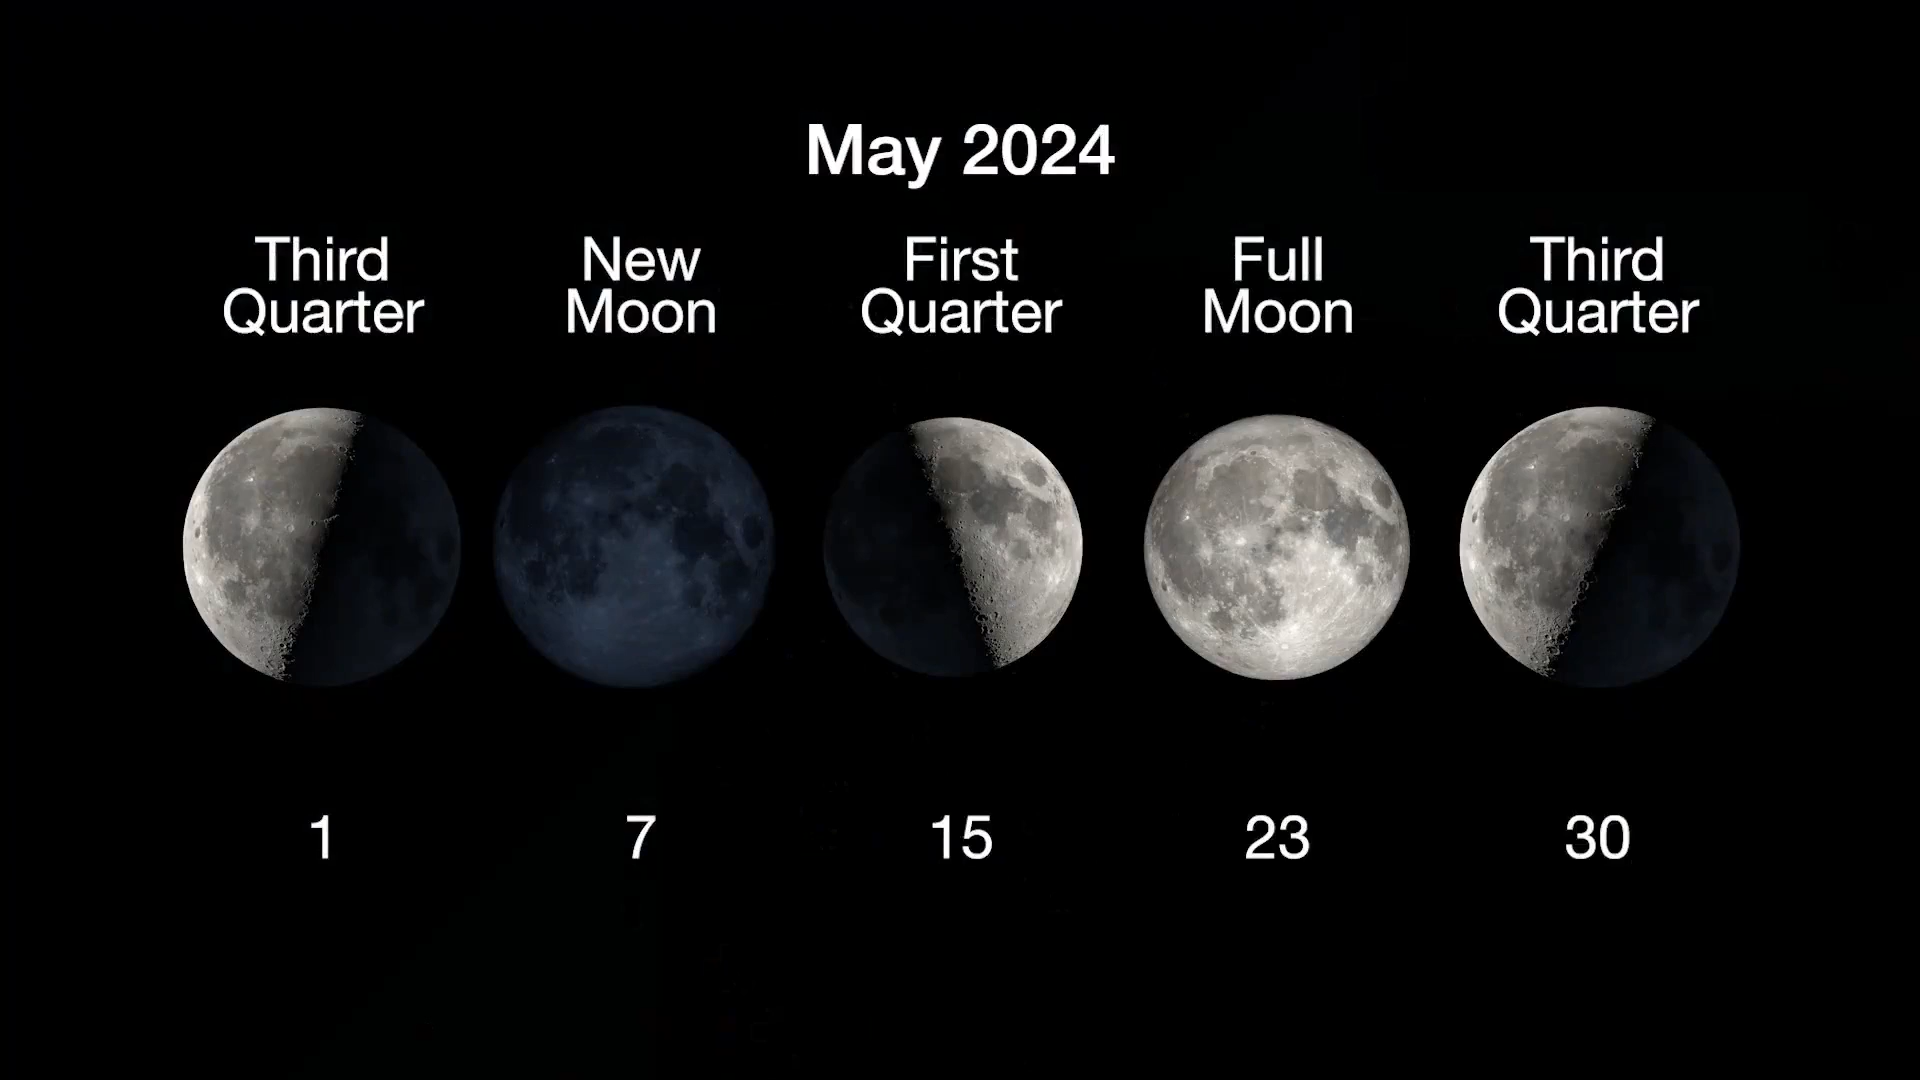 May 2024
Third
Quarter
New
Moon
First
Quarter
Full
Moon
Third
Quarter
1
7
15
23
30